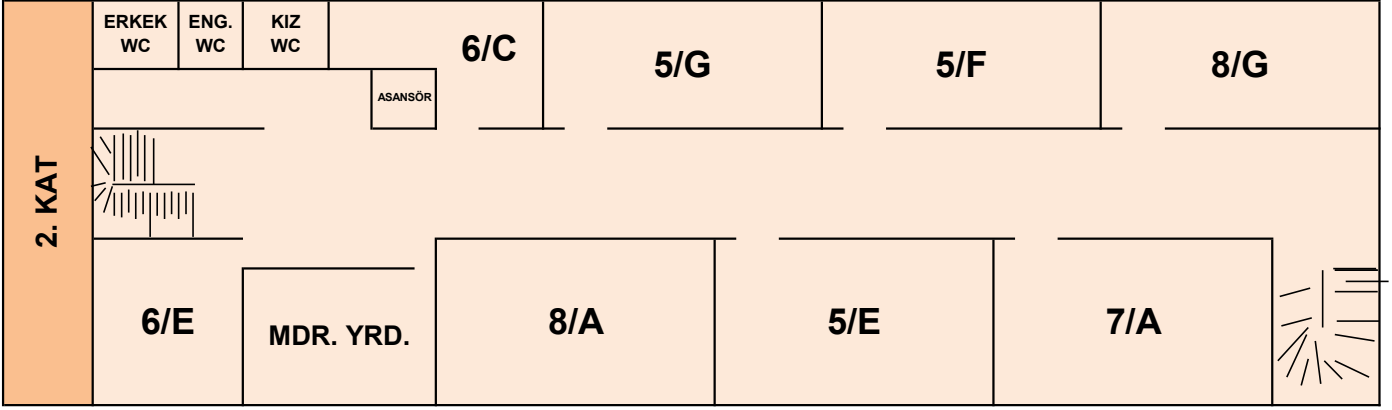 2. KAT
ERKEK
WC
ENG.
WC
KIZ
WC
6/C
5/G
5/F
8/G
ASANSÖR
6/E
MDR. YRD.
8/A
5/E
7/A